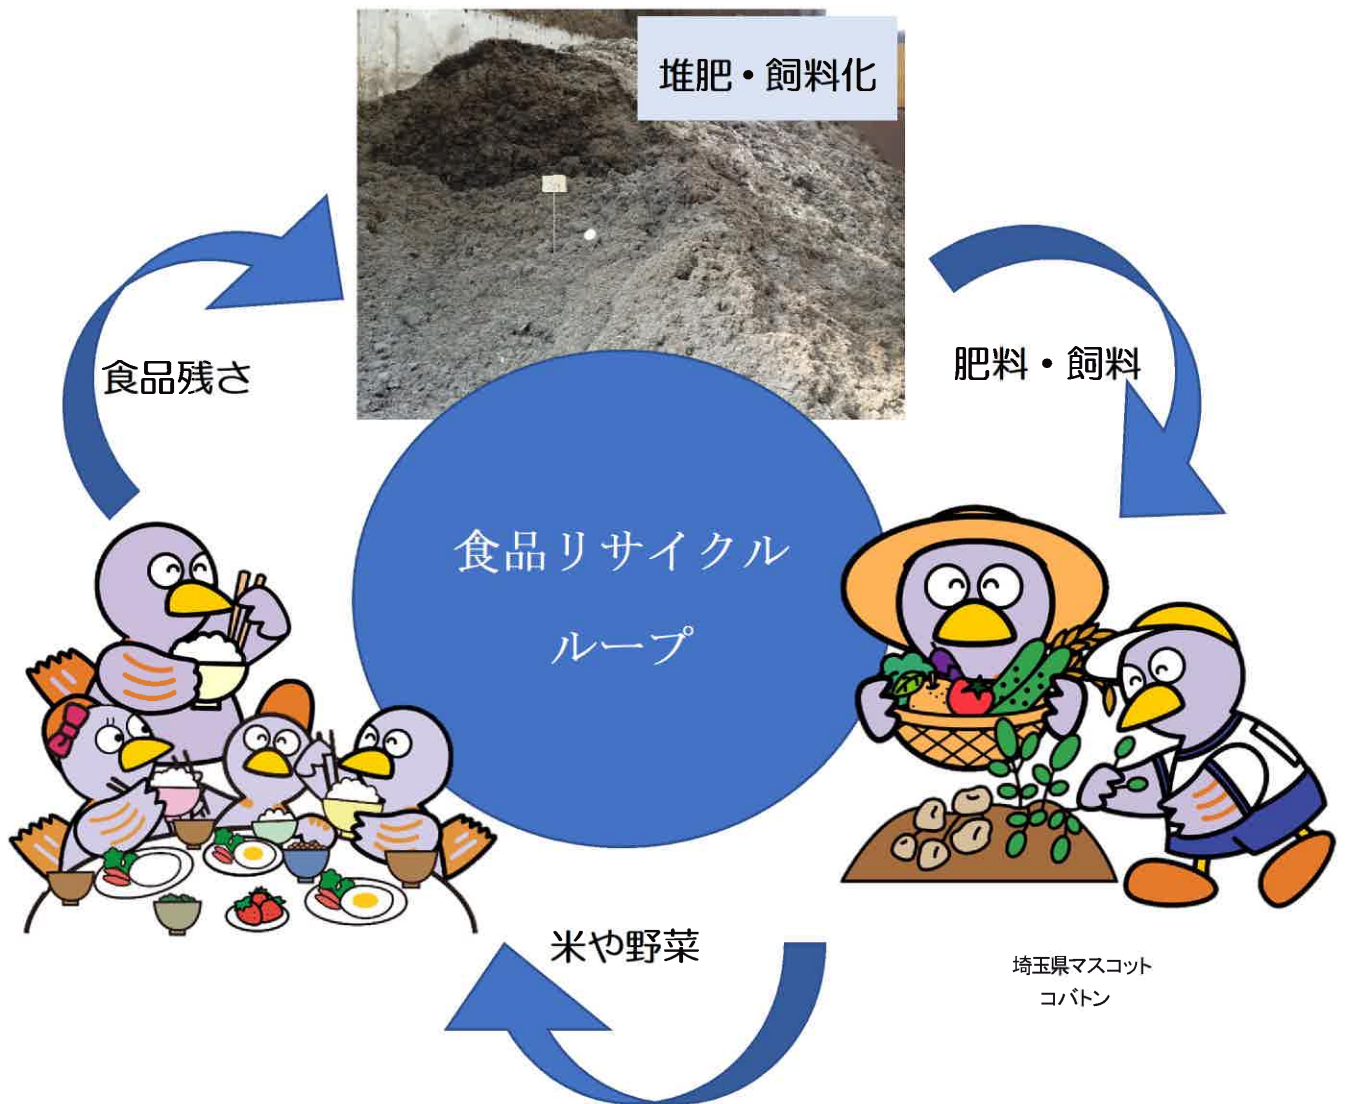 堆肥・飼料化
食品残さ
肥料・飼料
食品リサイクル
ループ
米や野菜
埼玉県マスコット
コバトン